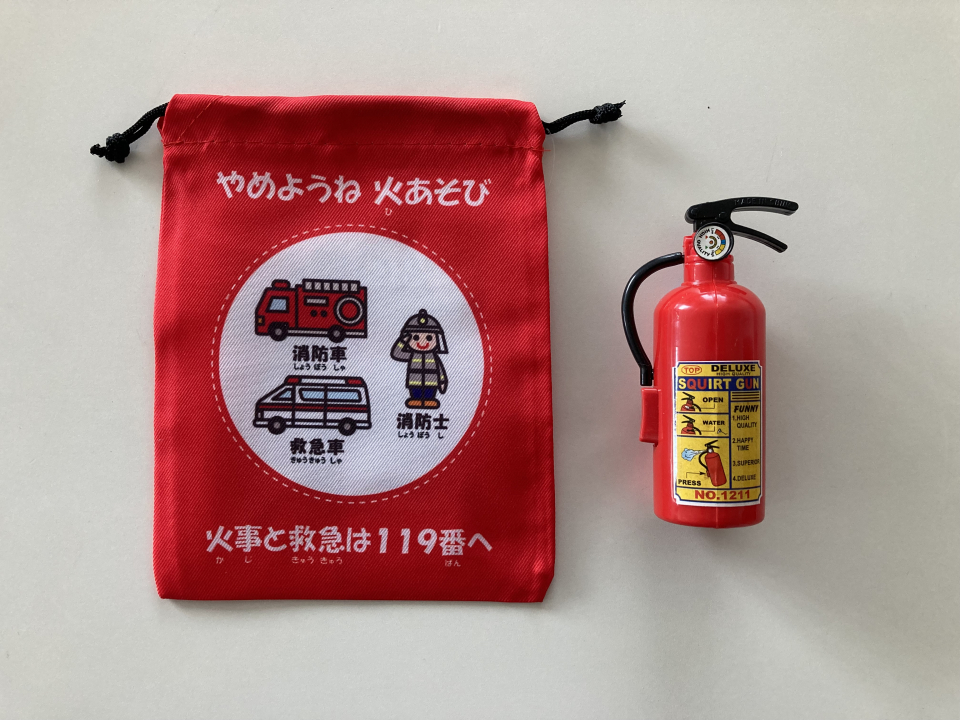 やめようね 火あそび
ひ
消防車
しょうぼうしゃ
消防士
しょうぼうし
救急車
きゅうきゅうしゃ
火事と救急は119番へ
かじ きゅうきゅう ばん
TOP DELUXE
HIGH QUALITY
SQUIRT GUN
OPEN
WATER
PRESS
FUNNY
1.HIGH QUALITY
2.HAPPY TIME
3.SUPERIOR
4.DELUXE
NO.1211